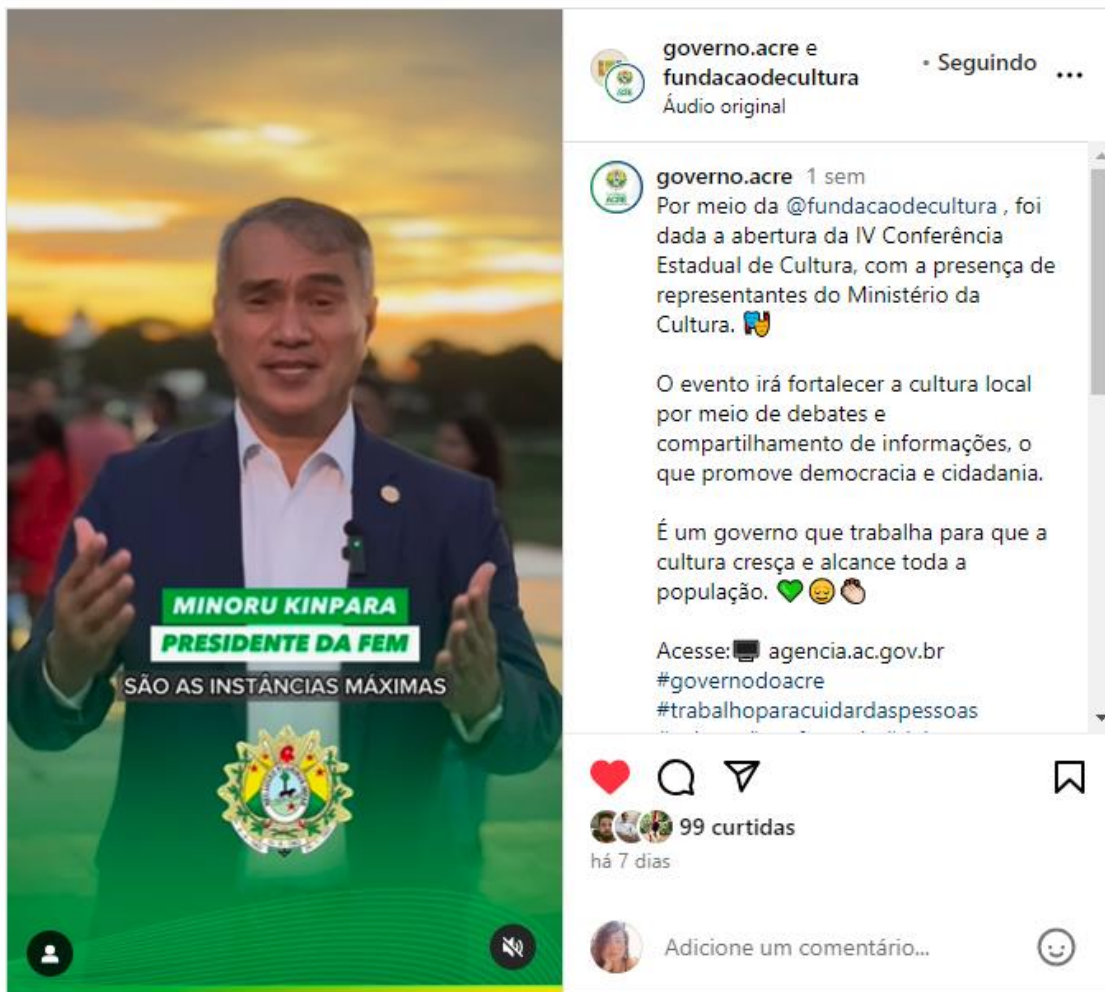 MINORU KINPARA
PRESIDENTE DA FEM
SÃO AS INSTÂNCIAS MÁXIMAS
governo.acre e
fundacaodecultura
• Seguindo
Áudio original
governo.acre 1 sem
Por meio da @fundacaodecultura , foi
dada a abertura da IV Conferência
Estadual de Cultura, com a presença de
representantes do Ministério da
Cultura. 🎭
O evento irá fortalecer a cultura local
por meio de debates e
compartilhamento de informações, o
que promove democracia e cidadania.
É um governo que trabalha para que a
cultura cresça e alcance toda a
população. 💚😄👏
Acesse:🖥 agencia.ac.gov.br
#governodoacre
#trabalhoparacuidardaspessoas
99 curtidas
há 7 dias
Adicione um comentário...